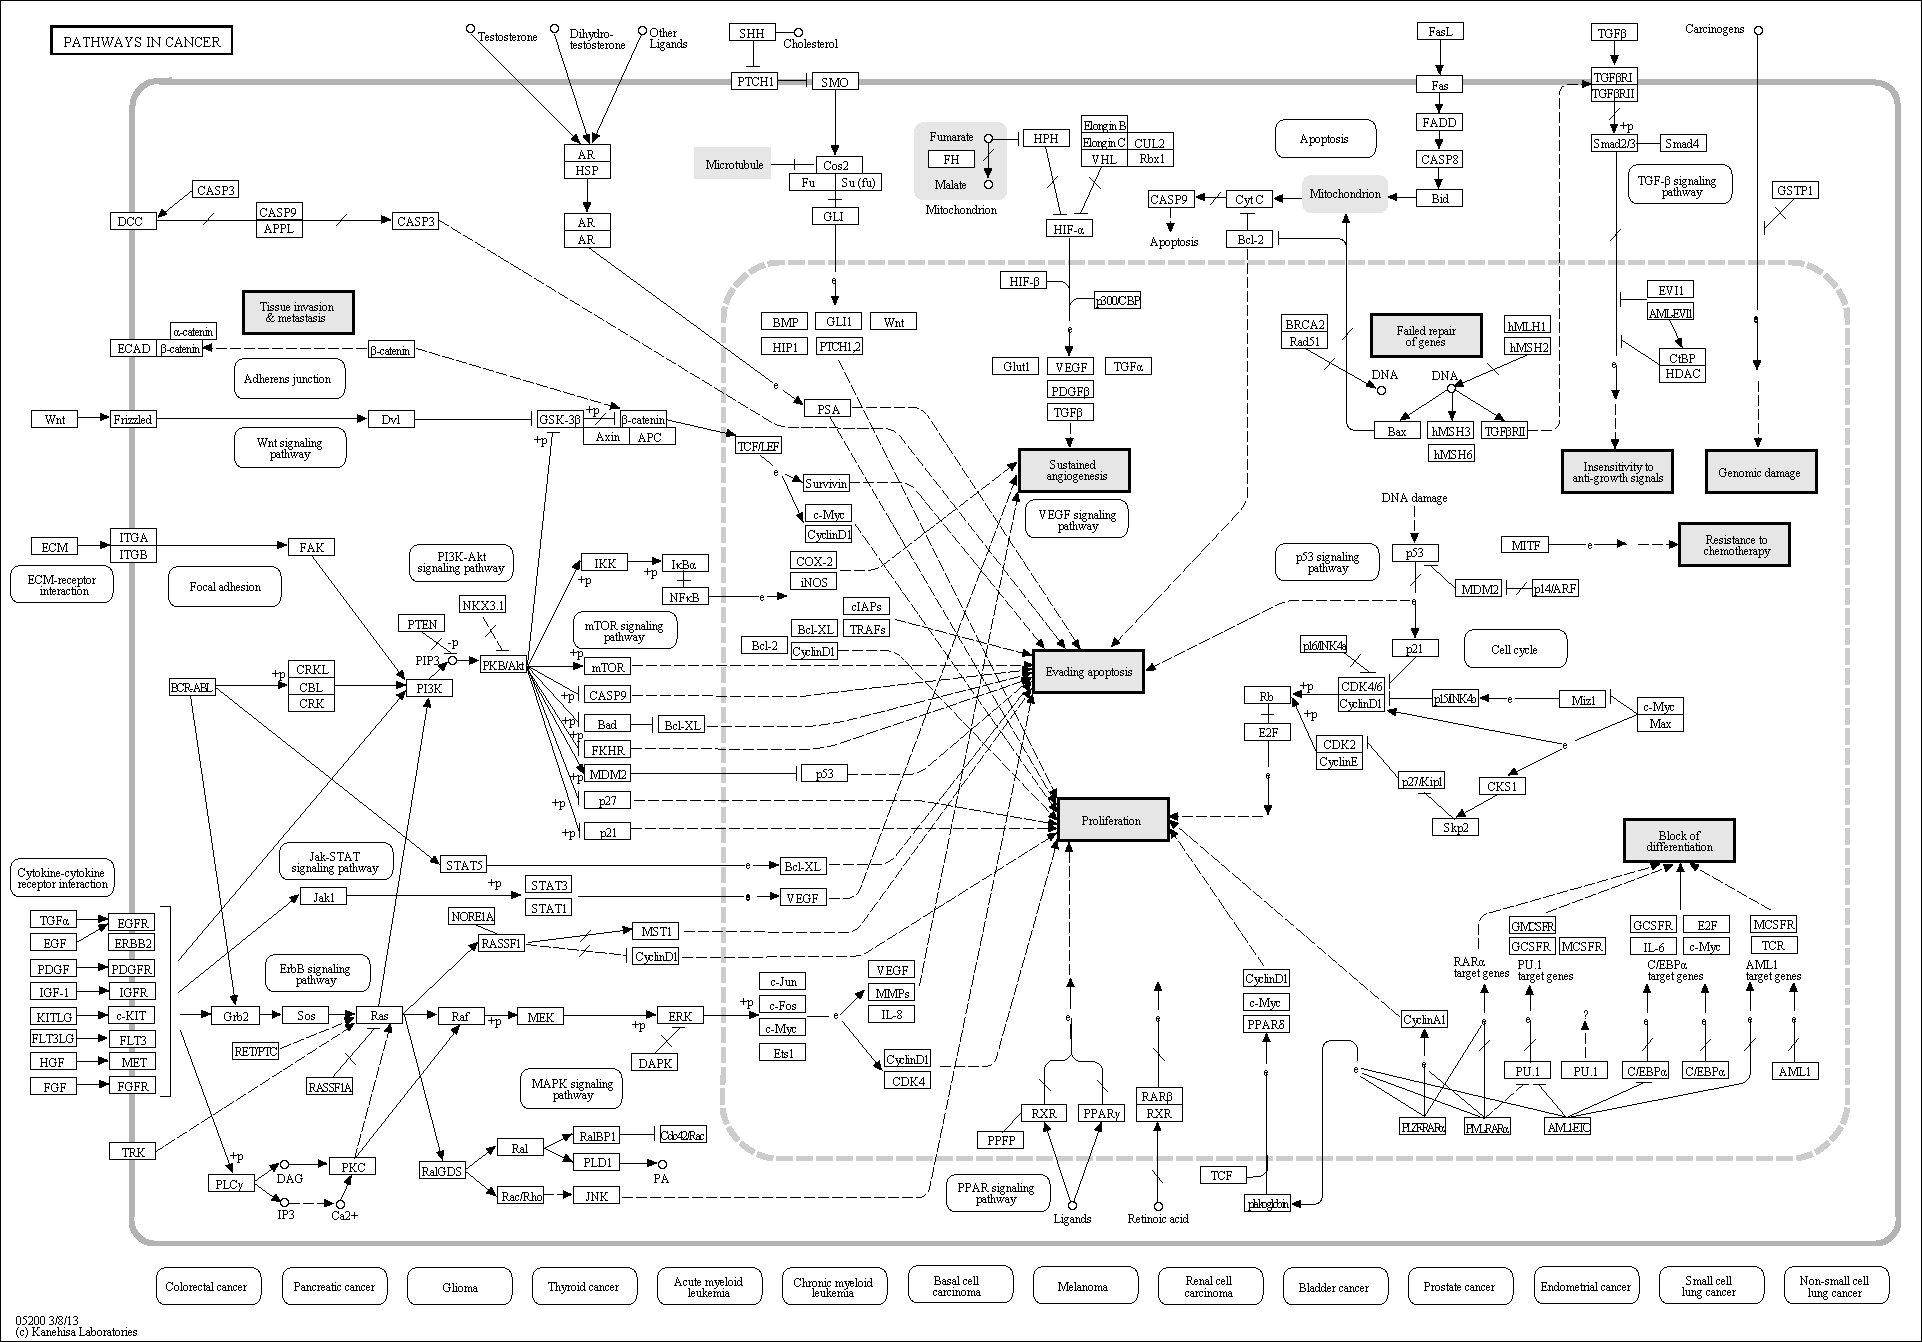 PATHWAYS IN CANCER
Testosterone
Dihydro-
testosterone
Other
Ligands
SHH
Cholesterol
FasL
TGFβ
Carcinogens
PTCH1
SMO
Fas
TGFβRI
TGFβRII
FADD
+p
Fumarate
HPH
Elongin B
Elongin C
CUL2
VHL
Rbx1
Apoptosis
Smad2/3
Smad4
AR
HSP
Microtubule
Cos2
Fu
Su (fu)
FH
Malate
Mitochondrion
CASP8
TGF-β signaling
pathway
CASP3
CASP9
Cyt C
Mitochondrion
Bid
GSTP1
DCC
CASP9
APPL
CASP3
AR
AR
GLI
HIF-α
Apoptosis
Bcl-2
HIF-β
p300/CBP
e
EVI1
AML-EVI1
Tissue invasion
& metastasis
BMP
GLI1
Wnt
HIP1
PTCH1,2
e
BRCA2
Rad51
Failed repair
of genes
hMLH1
hMSH2
e
CtBP
HDAC
α-catenin
ECAD
β-catenin
β-catenin
Adherens junction
Glut1
VEGF
TGFα
PDGFβ
TGFβ
DNA
DNA
e
e
Wnt
Frizzled
Dvl
GSK-3β
+p
β-catenin
Axin
APC
+p
PSA
Bax
hMSH3
TGFβRII
hMSH6
Wnt signaling
pathway
TCF/LEF
e
Sustained
angiogenesis
Insensitivity to
anti-growth signals
Genomic damage
Survivin
c-Myc
CyclinD1
VEGF signaling
pathway
DNA damage
ECM
ITGA
ITGB
FAK
PI3K-Akt
signaling pathway
IKK
+p
+p
IκBα
COX-2
iNOS
p53 signaling
pathway
p53
MITF
e
Resistance to
chemotherapy
ECM-receptor
interaction
Focal adhesion
NFκB
e
MDM2
p14/ARF
e
NKX3.1
PTEN
-p
mTOR signaling
pathway
cIAPs
Bcl-XL
TRAFs
Bcl-2
CyclinD1
p16/INK4a
p21
Cell cycle
PIP3
PKB/Akt
+p
mTOR
Evading apoptosis
BCR-ABL
+p
CRKL
CBL
CRK
PI3K
+p
CASP9
Rb
+p
CDK4/6
CyclinD1
p15/INK4b
e
Miz1
c-Myc
Max
+p
Bad
Bcl-XL
+p
FKHR
E2F
+p
CDK2
CyclinE
e
+p
MDM2
p53
e
p27/Kip1
CKS1
+p
p27
Proliferation
Skp2
+p
p21
Block of
differentiation
Cytokine-cytokine
receptor interaction
Jak-STAT
signaling pathway
STAT5
e
Bcl-XL
Jak1
+p
STAT3
STAT1
e
VEGF
TGFα
EGFR
EGF
ERBB2
PDGF
PDGFR
IGF-1
IGFR
KITLG
c-KIT
FLT3LG
FLT3
HGF
MET
FGF
FGFR
NORE1A
RASSF1
MST1
CyclinD1
ErbB signaling
pathway
GMCSFR
GCSFR
MCSFR
GCSFR
E2F
IL-6
c-Myc
MCSFR
TCR
RARα
target genes
PU.1
target genes
C/EBPα
target genes
AML1
target genes
Grb2
Sos
Ras
Raf
+p
MEK
+p
ERK
+p
c-Jun
c-Fos
c-Myc
Ets1
e
VEGF
MMPs
IL-8
CyclinD1
CDK4
CyclinD1
c-Myc
PPARδ
CyclinA1
e
e
e
e
?
e
e
e
e
RET/PTC
RASSF1A
DAPK
MAPK signaling
pathway
e
e
e
PU.1
PU.1
C/EBPα
C/EBPα
AML1
RXR
PPARγ
RARβ
RXR
PPFP
PLZF-RARα
PML-RARα
AML1-ETO
TRK
+p
PLCγ
DAG
IP3
PKC
Ca2+
RalGDS
Ral
RalBP1
Cdc42/Rac
PLD1
PA
Rac/Rho
JNK
PPAR signaling
pathway
Ligands
Retinoic acid
TCF
plakoglobin
Colorectal cancer
Pancreatic cancer
Glioma
Thyroid cancer
Acute myeloid
leukemia
Chronic myeloid
leukemia
Basal cell
carcinoma
Melanoma
Renal cell
carcinoma
Bladder cancer
Prostate cancer
Endometrial cancer
Small cell
lung cancer
Non-small cell
lung cancer
05200 3/8/13
(c) Kanehisa Laboratories